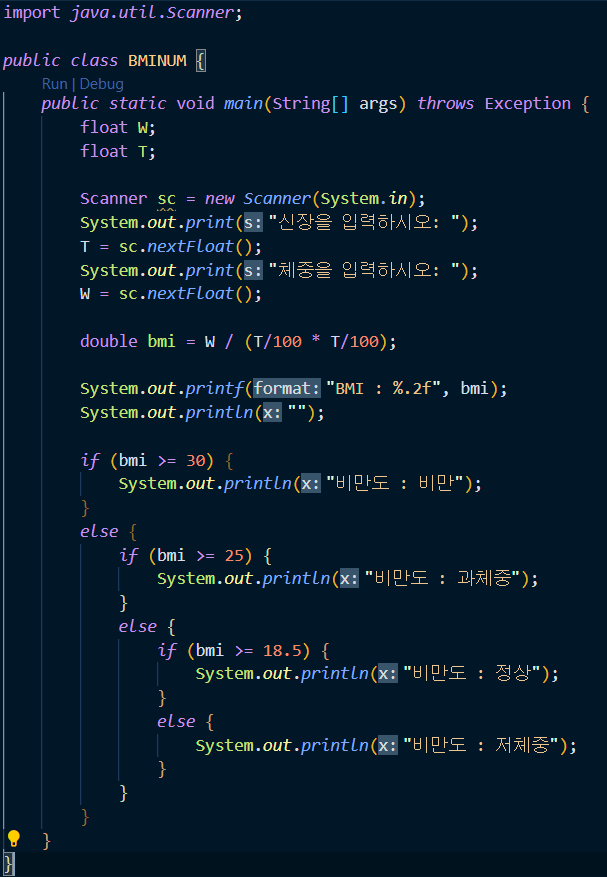 import java.util.Scanner;
public class BMINUM {
Run | Debug
public static void main(String[] args) throws Exception {
float W;
float T;
Scanner sc = new Scanner(System.in);
System.out.print(s: "신장을 입력하시오: ");
T = sc.nextFloat();
System.out.print(s: "체중을 입력하시오: ");
W = sc.nextFloat();
double bmi = W / (T/100 * T/100);
System.out.printf(format: "BMI : %.2f", bmi);
System.out.println(x: "");
if (bmi >= 30) {
System.out.println(x: "비만도 : 비만");
}
else {
if (bmi >= 25) {
System.out.println(x: "비만도 : 과체중");
}
else {
if (bmi >= 18.5) {
System.out.println(x: "비만도 : 정상");
}
else {
System.out.println(x: "비만도 : 저체중");
}
}
}
}
}